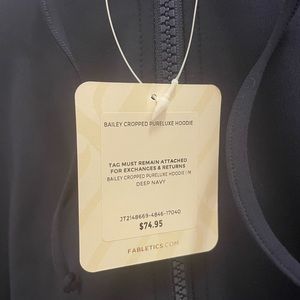 BAILEY CROPPED PURELUXE HOODIE
TAG MUST REMAIN ATTACHED
FOR EXCHANGES & RETURNS
BAILEY CROPPED PURELUXE HOODIE | M
DEEP NAVY
JT2148669-4846-17040
$74.95
FABLETICS.COM